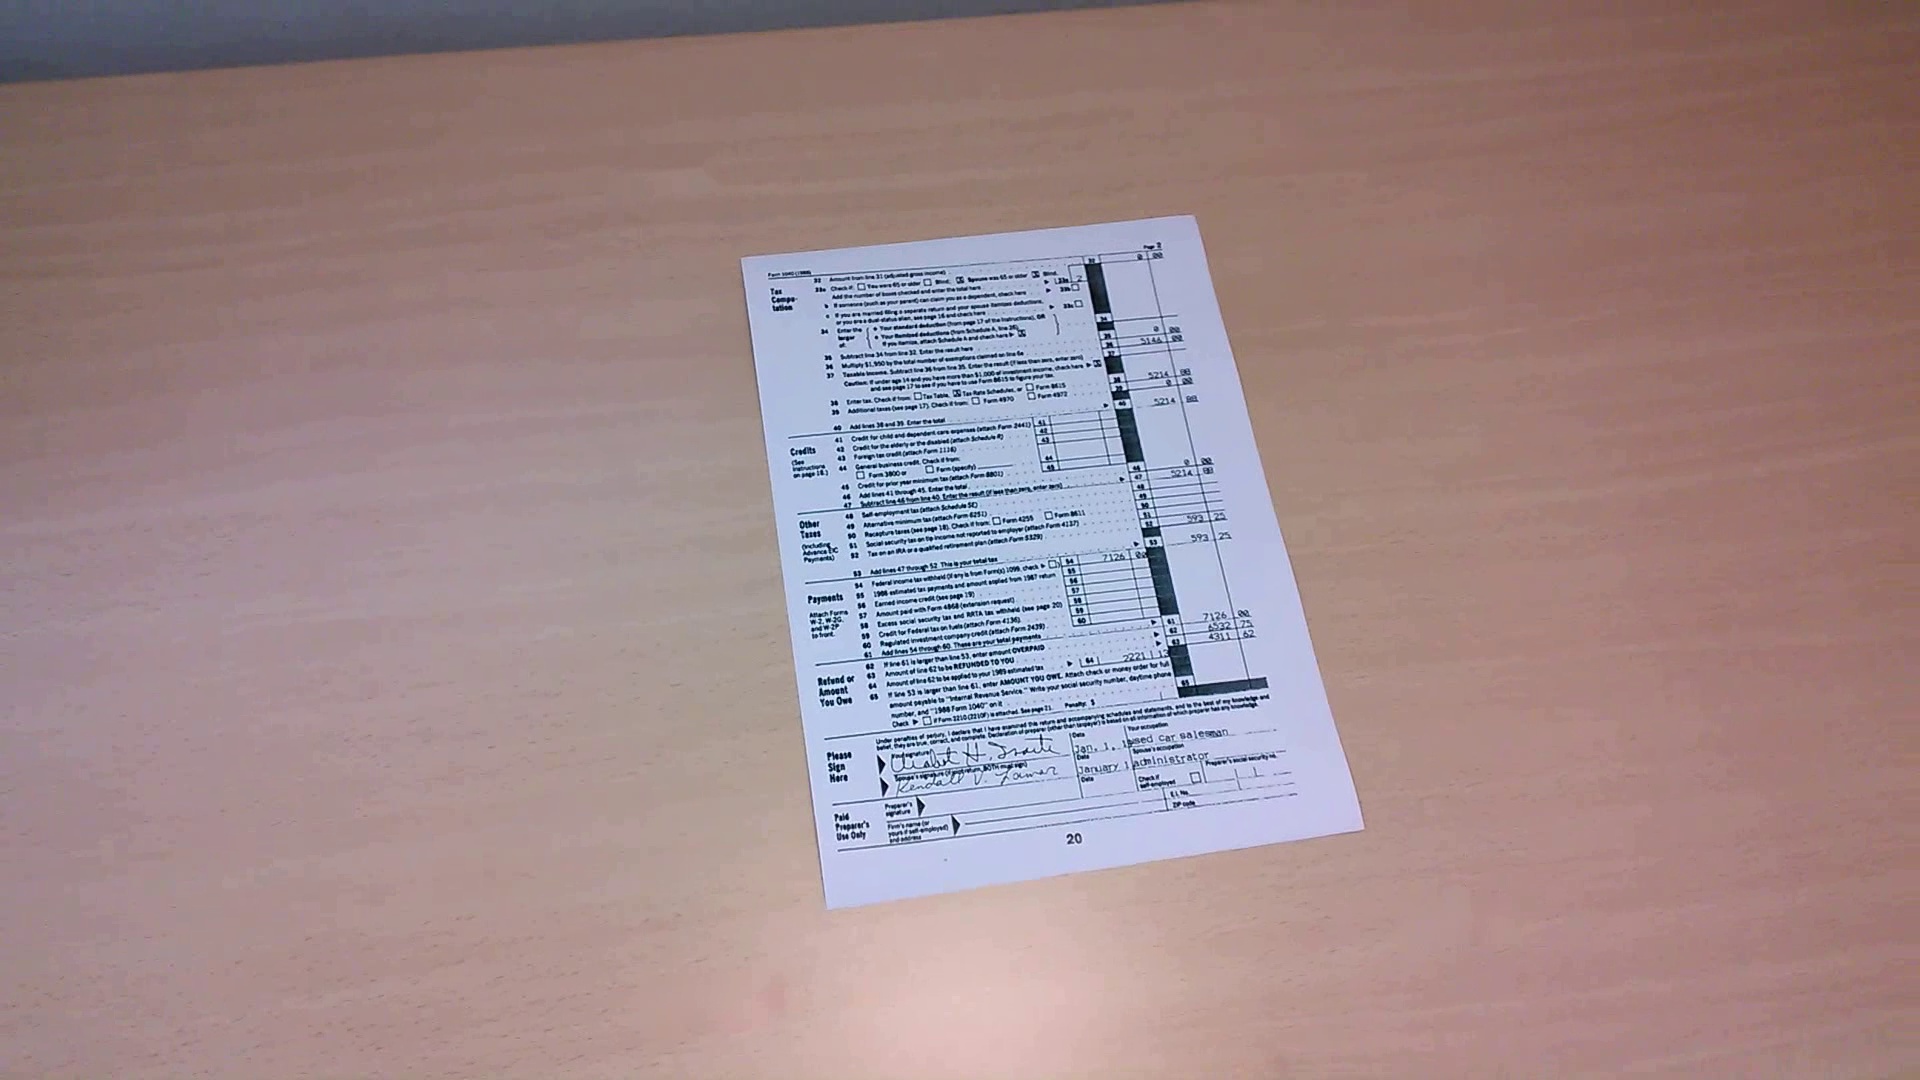 Form 1040 (1988) Page 2
Tax Compu- tation
32 Amount from line 31 (adjusted gross income) 32 0 00
33a Check if: You were 65 or older Blind; Spouse was 65 or older Blind.
Add the number of boxes checked and enter the total here 33a 2
b If someone (such as your parent) can claim you as a dependent, check here 33b
c If you are married filing a separate return and your spouse itemizes deductions,
or you are a dual-status alien, see page 16 and check here 33c
34 Enter the larger of: { • Your standard deduction (from page 17 of the Instructions), OR
• Your itemized deductions (from Schedule A, line 26).
If you itemize, attach Schedule A and check here } 34
35 Subtract line 34 from line 32. Enter the result here 35 0 00
36 Multiply $1,950 by the total number of exemptions claimed on line 6e 36 5146 00
37 Taxable income. Subtract line 36 from line 35. Enter the result (if less than zero, enter zero) 37
Caution: If under age 14 and you have more than $1,000 of investment income, check here
and see page 17 to see if you have to use Form 8615 to figure your tax.
38 Enter tax. Check if from: Tax Table, Tax Rate Schedules, or Form 8615 38 5214 88
39 Additional taxes (see page 17). Check if from: Form 4970 Form 4972 39 0 00
40 Add lines 38 and 39. Enter the total 40 5214 88
Credits
(See Instructions on page 18.)
41 Credit for child and dependent care expenses (attach Form 2441) 41
42 Credit for the elderly or the disabled (attach Schedule R) 42
43 Foreign tax credit (attach Form 1116) 43
44 General business credit. Check if from:
Form 3800 or Form (specify) 44
45 Credit for prior year minimum tax (attach Form 8801) 45
46 Add lines 41 through 45. Enter the total 46 0 00
47 Subtract line 46 from line 40. Enter the result (if less than zero, enter zero) 47 5214 88
Other Taxes
(Including Advance EIC Payments)
48 Self-employment tax (attach Schedule SE) 48
49 Alternative minimum tax (attach Form 6251) 49
50 Recapture taxes (see page 18). Check if from: Form 4255 Form 8611 50
51 Social security tax on tip income not reported to employer (attach Form 4137) 51
52 Tax on an IRA or a qualified retirement plan (attach Form 5329) 52 593 25
53 Add lines 47 through 52. This is your total tax 53 593 25
Payments
Attach Forms W-2, W-2G, and W-2P to front.
54 Federal income tax withheld (if any is from Form(s) 1099, check ) 54 7126 00
55 1988 estimated tax payments and amount applied from 1987 return 55
56 Earned income credit (see page 19) 56
57 Amount paid with Form 4868 (extension request) 57
58 Excess social security tax and RRTA tax withheld (see page 20) 58
59 Credit for Federal tax on fuels (attach Form 4136) 59
60 Regulated investment company credit (attach Form 2439) 60
61 Add lines 54 through 60. These are your total payments 61 7126 00
Refund or Amount You Owe
62 If line 61 is larger than line 53, enter amount OVERPAID 62 6532 75
63 Amount of line 62 to be REFUNDED TO YOU 63 4311 62
64 Amount of line 62 to be applied to your 1989 estimated tax 64 2221 13
65 If line 53 is larger than line 61, enter AMOUNT YOU OWE. Attach check or money order for full
amount payable to "Internal Revenue Service." Write your social security number, daytime phone
number, and "1988 Form 1040" on it 65
Check if Form 2210 (2210F) is attached. See page 21. Penalty: $
Please Sign Here
Under penalties of perjury, I declare that I have examined this return and accompanying schedules and statements, and to the best of my knowledge and
belief, they are true, correct, and complete. Declaration of preparer (other than taxpayer) is based on all information of which preparer has any knowledge.
Your signature Date Your occupation
H. Jan. 1, used car salesman
Spouse's signature (if joint return, BOTH must sign) Date Spouse's occupation
Kendall V. January 1 administrator
Paid Preparer's Use Only
Preparer's signature Date Check if self-employed Preparer's social security no.
Firm's name (or yours if self-employed) and address E.I. No.
ZIP code
20